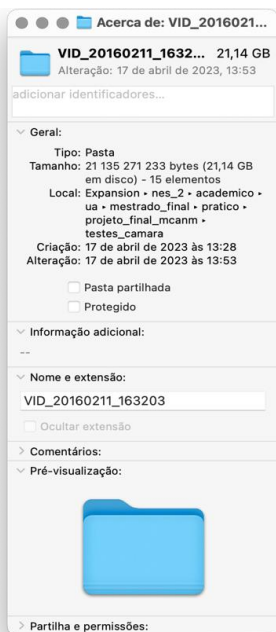 Acerca de: VID_2016021...
VID_20160211_1632... 21,14 GB
Alteração: 17 de abril de 2023, 13:53
adicionar identificadores...
Geral:
Tipo: Pasta
Tamanho: 21 135 271 233 bytes (21,14 GB
em disco) - 15 elementos
Local: Expansion ▸ nes_2 ▸ academico ▸
ua ▸ mestrado_final ▸ pratico ▸
projeto_final_mcanm ▸
testes_camara
Criação: 17 de abril de 2023 às 13:28
Alteração: 17 de abril de 2023 às 13:53
Pasta partilhada
Protegido
Informação adicional:
--
Nome e extensão:
VID_20160211_163203
Ocultar extensão
Comentários:
Pré-visualização:
Partilha e permissões: